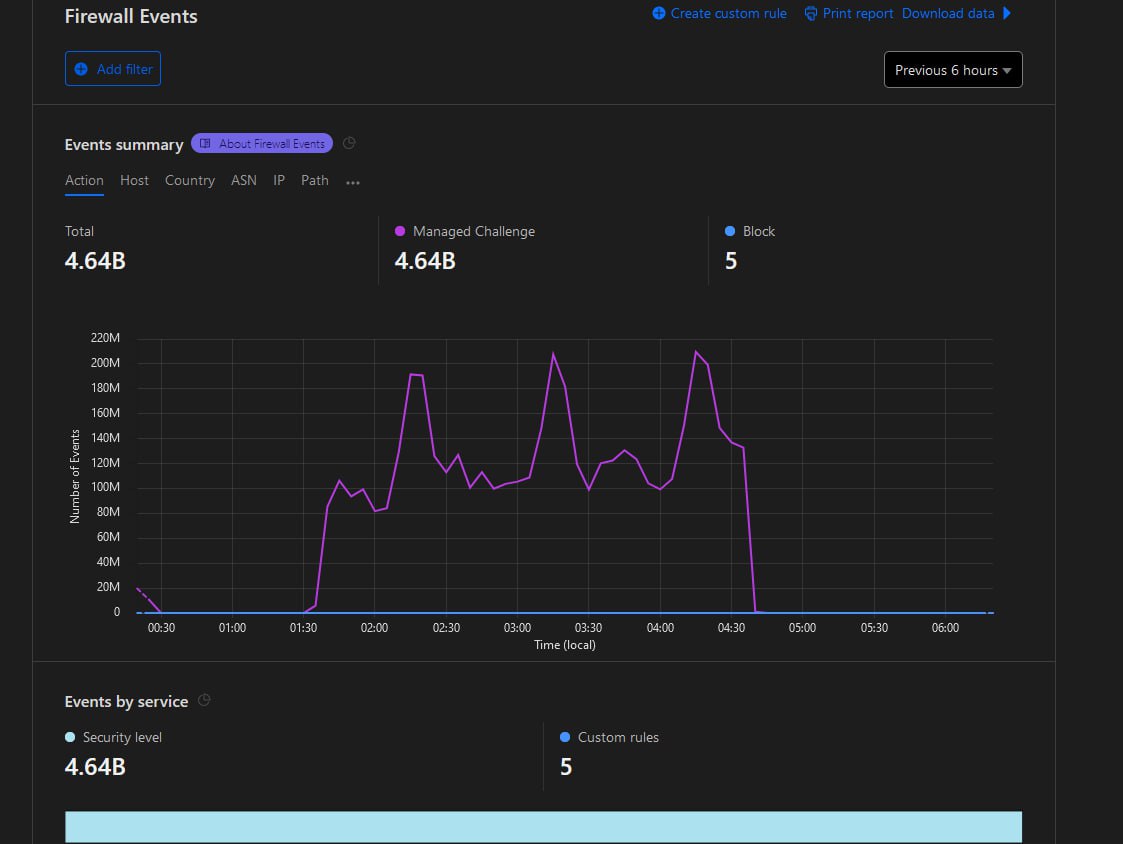 Firewall Events
Create custom rule Print report Download data
Add filter
Previous 6 hours
Events summary About Firewall Events
Action Host Country ASN IP Path ...
Total Managed Challenge Block
4.64B 4.64B 5
220M
200M
180M
160M
140M
120M
100M
80M
60M
40M
20M
0
Number of Events
00:30 01:00 01:30 02:00 02:30 03:00 03:30 04:00 04:30 05:00 05:30 06:00
Time (local)
Events by service
Security level Custom rules
4.64B 5